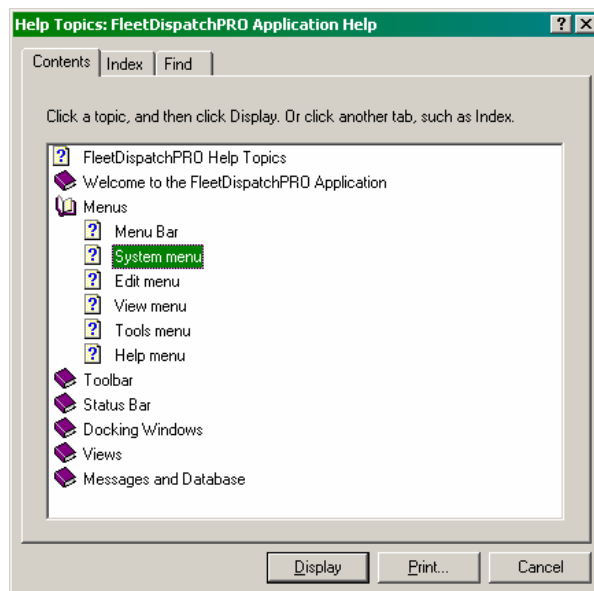 Help Topics: FleetDispatchPRO Application Help
Contents Index Find
Click a topic, and then click Display. Or click another tab, such as Index.
FleetDispatchPRO Help Topics
Welcome to the FleetDispatchPRO Application
Menus
Menu Bar
System menu
Edit menu
View menu
Tools menu
Help menu
Toolbar
Status Bar
Docking Windows
Views
Messages and Database
Display Print... Cancel